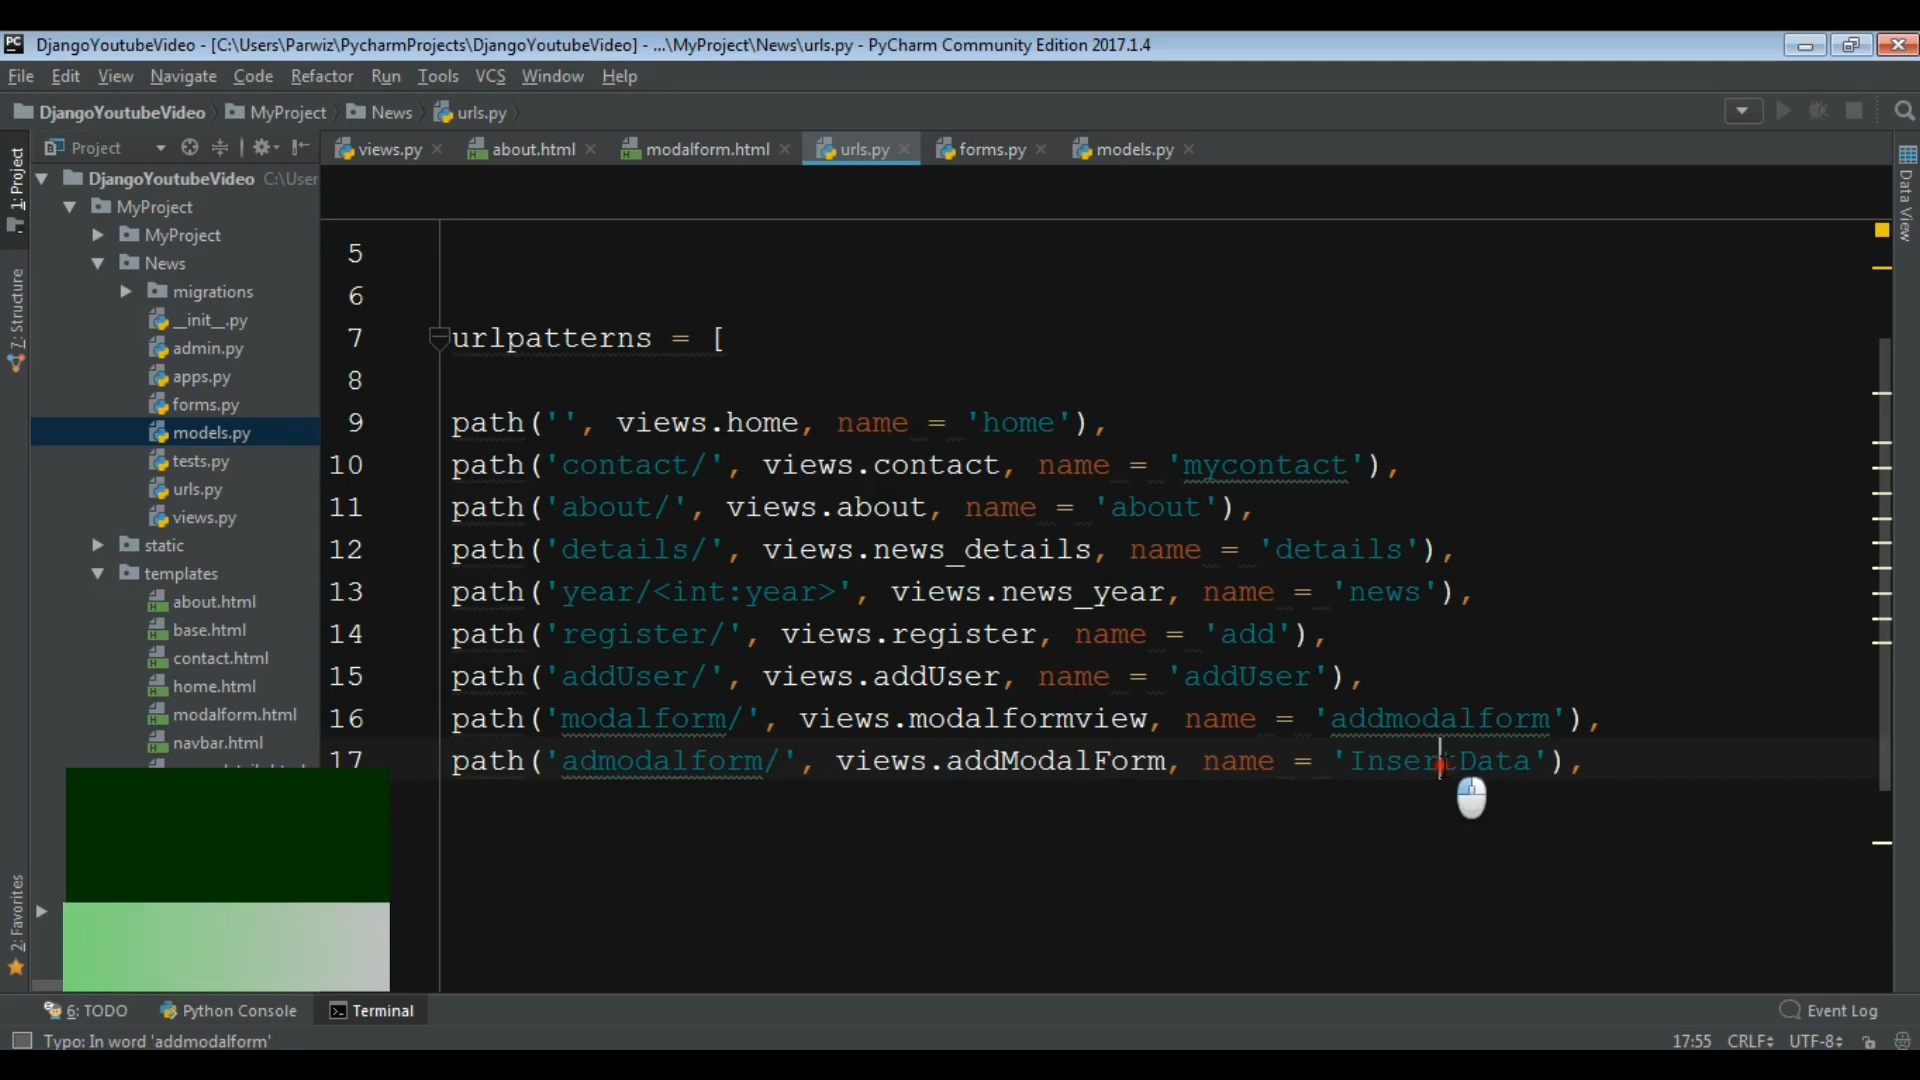 PC DjangoYoutubeVideo - [C:\Users\Parwiz\PycharmProjects\DjangoYoutubeVideo] - ...\MyProject\News\urls.py - PyCharm Community Edition 2017.1.4
File Edit View Navigate Code Refactor Run Tools VCS Window Help
DjangoYoutubeVideo MyProject News urls.py
Project views.py about.html modalform.html urls.py forms.py models.py
1: Project
7: Structure
2: Favorites
DjangoYoutubeVideo C:\User
MyProject
MyProject
News
migrations
__init__.py
admin.py
apps.py
forms.py
models.py
tests.py
urls.py
views.py
static
templates
about.html
base.html
contact.html
home.html
modalform.html
navbar.html
5
6
7 urlpatterns = [
8
9 path('', views.home, name = 'home'),
10 path('contact/', views.contact, name = 'mycontact'),
11 path('about/', views.about, name = 'about'),
12 path('details/', views.news_details, name = 'details'),
13 path('year/<int:year>', views.news_year, name = 'news'),
14 path('register/', views.register, name = 'add'),
15 path('addUser/', views.addUser, name = 'addUser'),
16 path('modalform/', views.modalformview, name = 'addmodalform'),
17 path('admodalform/', views.addModalForm, name = 'InsertData'),
Data View
6: TODO Python Console Terminal Event Log
Typo: In word 'addmodalform' 17:55 CRLF UTF-8